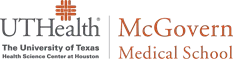 UTHealth
The University of Texas
Health Science Center at Houston
McGovern
Medical School